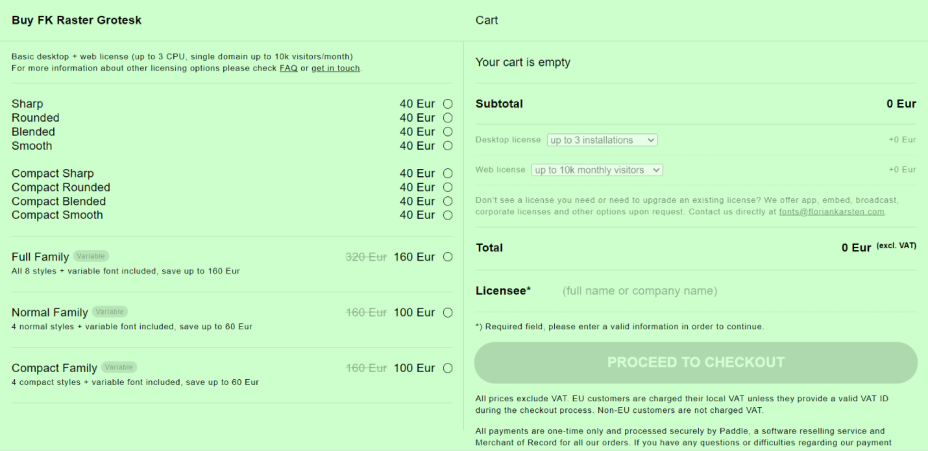 Buy FK Raster Grotesk
Basic desktop + web license (up to 3 CPU, single domain up to 10k visitors/month)
For more information about other licensing options please check FAQ or get in touch.
Sharp 40 Eur
Rounded 40 Eur
Blended 40 Eur
Smooth 40 Eur
Compact Sharp 40 Eur
Compact Rounded 40 Eur
Compact Blended 40 Eur
Compact Smooth 40 Eur
Full Family Variable 320 Eur 160 Eur
All 8 styles + variable font included, save up to 160 Eur
Normal Family Variable 160 Eur 100 Eur
4 normal styles + variable font included, save up to 60 Eur
Compact Family Variable 160 Eur 100 Eur
4 compact styles + variable font included, save up to 60 Eur
Cart
Your cart is empty
Subtotal 0 Eur
Desktop license up to 3 installations +0 Eur
Web license up to 10k monthly visitors +0 Eur
Don't see a license you need or need to upgrade an existing license? We offer app, embed, broadcast,
corporate licenses and other options upon request. Contact us directly at fonts@floriankarsten.com.
Total 0 Eur (excl. VAT)
Licensee* (full name or company name)
*) Required field, please enter a valid information in order to continue.
PROCEED TO CHECKOUT
All prices exclude VAT. EU customers are charged their local VAT unless they provide a valid VAT ID
during the checkout process. Non-EU customers are not charged VAT.
All payments are one-time only and processed securely by Paddle, a software reselling service and
Merchant of Record for all our orders. If you have any questions or difficulties regarding our payment